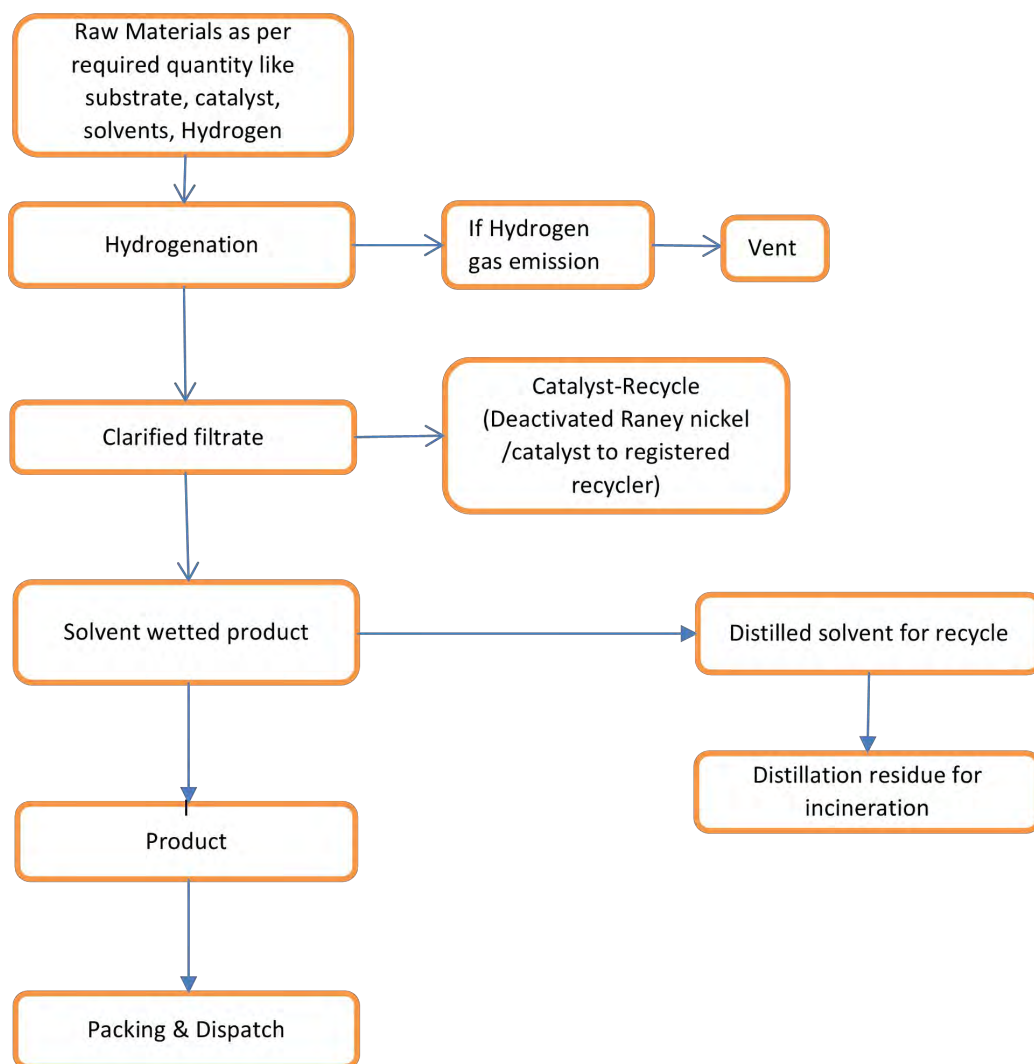 Raw Materials as per
required quantity like
substrate, catalyst,
solvents, Hydrogen
Hydrogenation
If Hydrogen
gas emission
Vent
Clarified filtrate
Catalyst-Recycle
(Deactivated Raney nickel
/catalyst to registered
recycler)
Solvent wetted product
Distilled solvent for recycle
Distillation residue for
incineration
Product
Packing & Dispatch